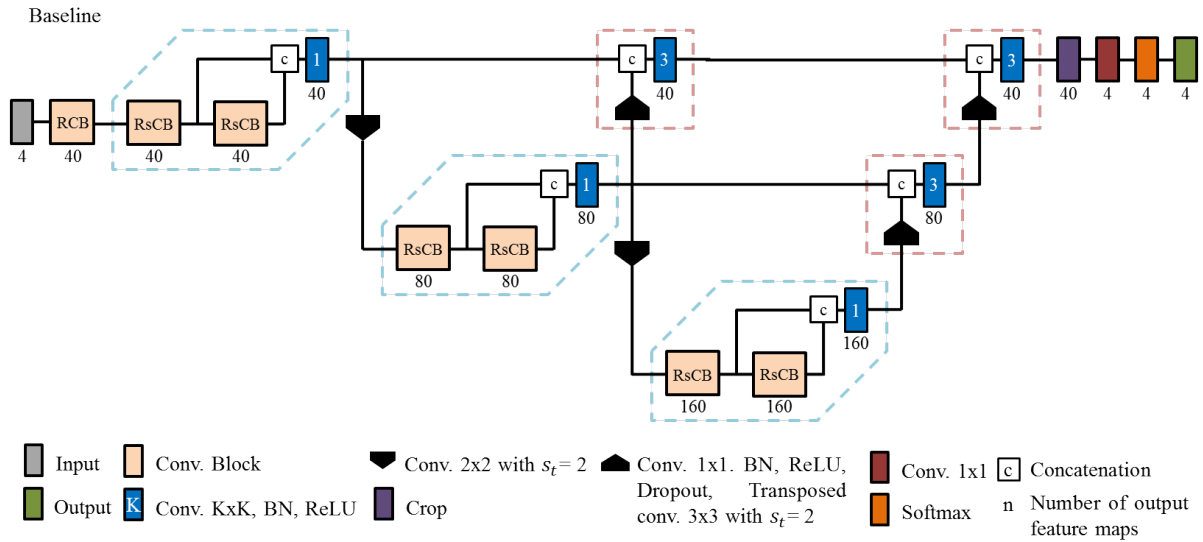 Baseline
c
1
40
c
3
40
c
3
40
40
4
4
4
RCB
RsCB
RsCB
4
40
40
40
c
1
80
c
3
80
RsCB
RsCB
80
80
c
1
160
RsCB
RsCB
160
160
Input
Conv. Block
Conv. 2x2 with sₜ = 2
Conv. 1x1. BN, ReLU,
Dropout, Transposed
conv. 3x3 with sₜ = 2
Conv. 1x1
c
Concatenation
Output
K
Conv. KxK, BN, ReLU
Crop
Softmax
n
Number of output
feature maps